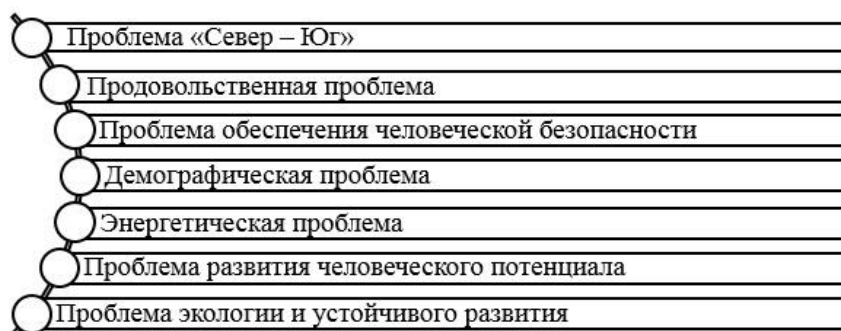 Проблема «Север – Юг»
Продовольственная проблема
Проблема обеспечения человеческой безопасности
Демографическая проблема
Энергетическая проблема
Проблема развития человеческого потенциала
Проблема экологии и устойчивого развития